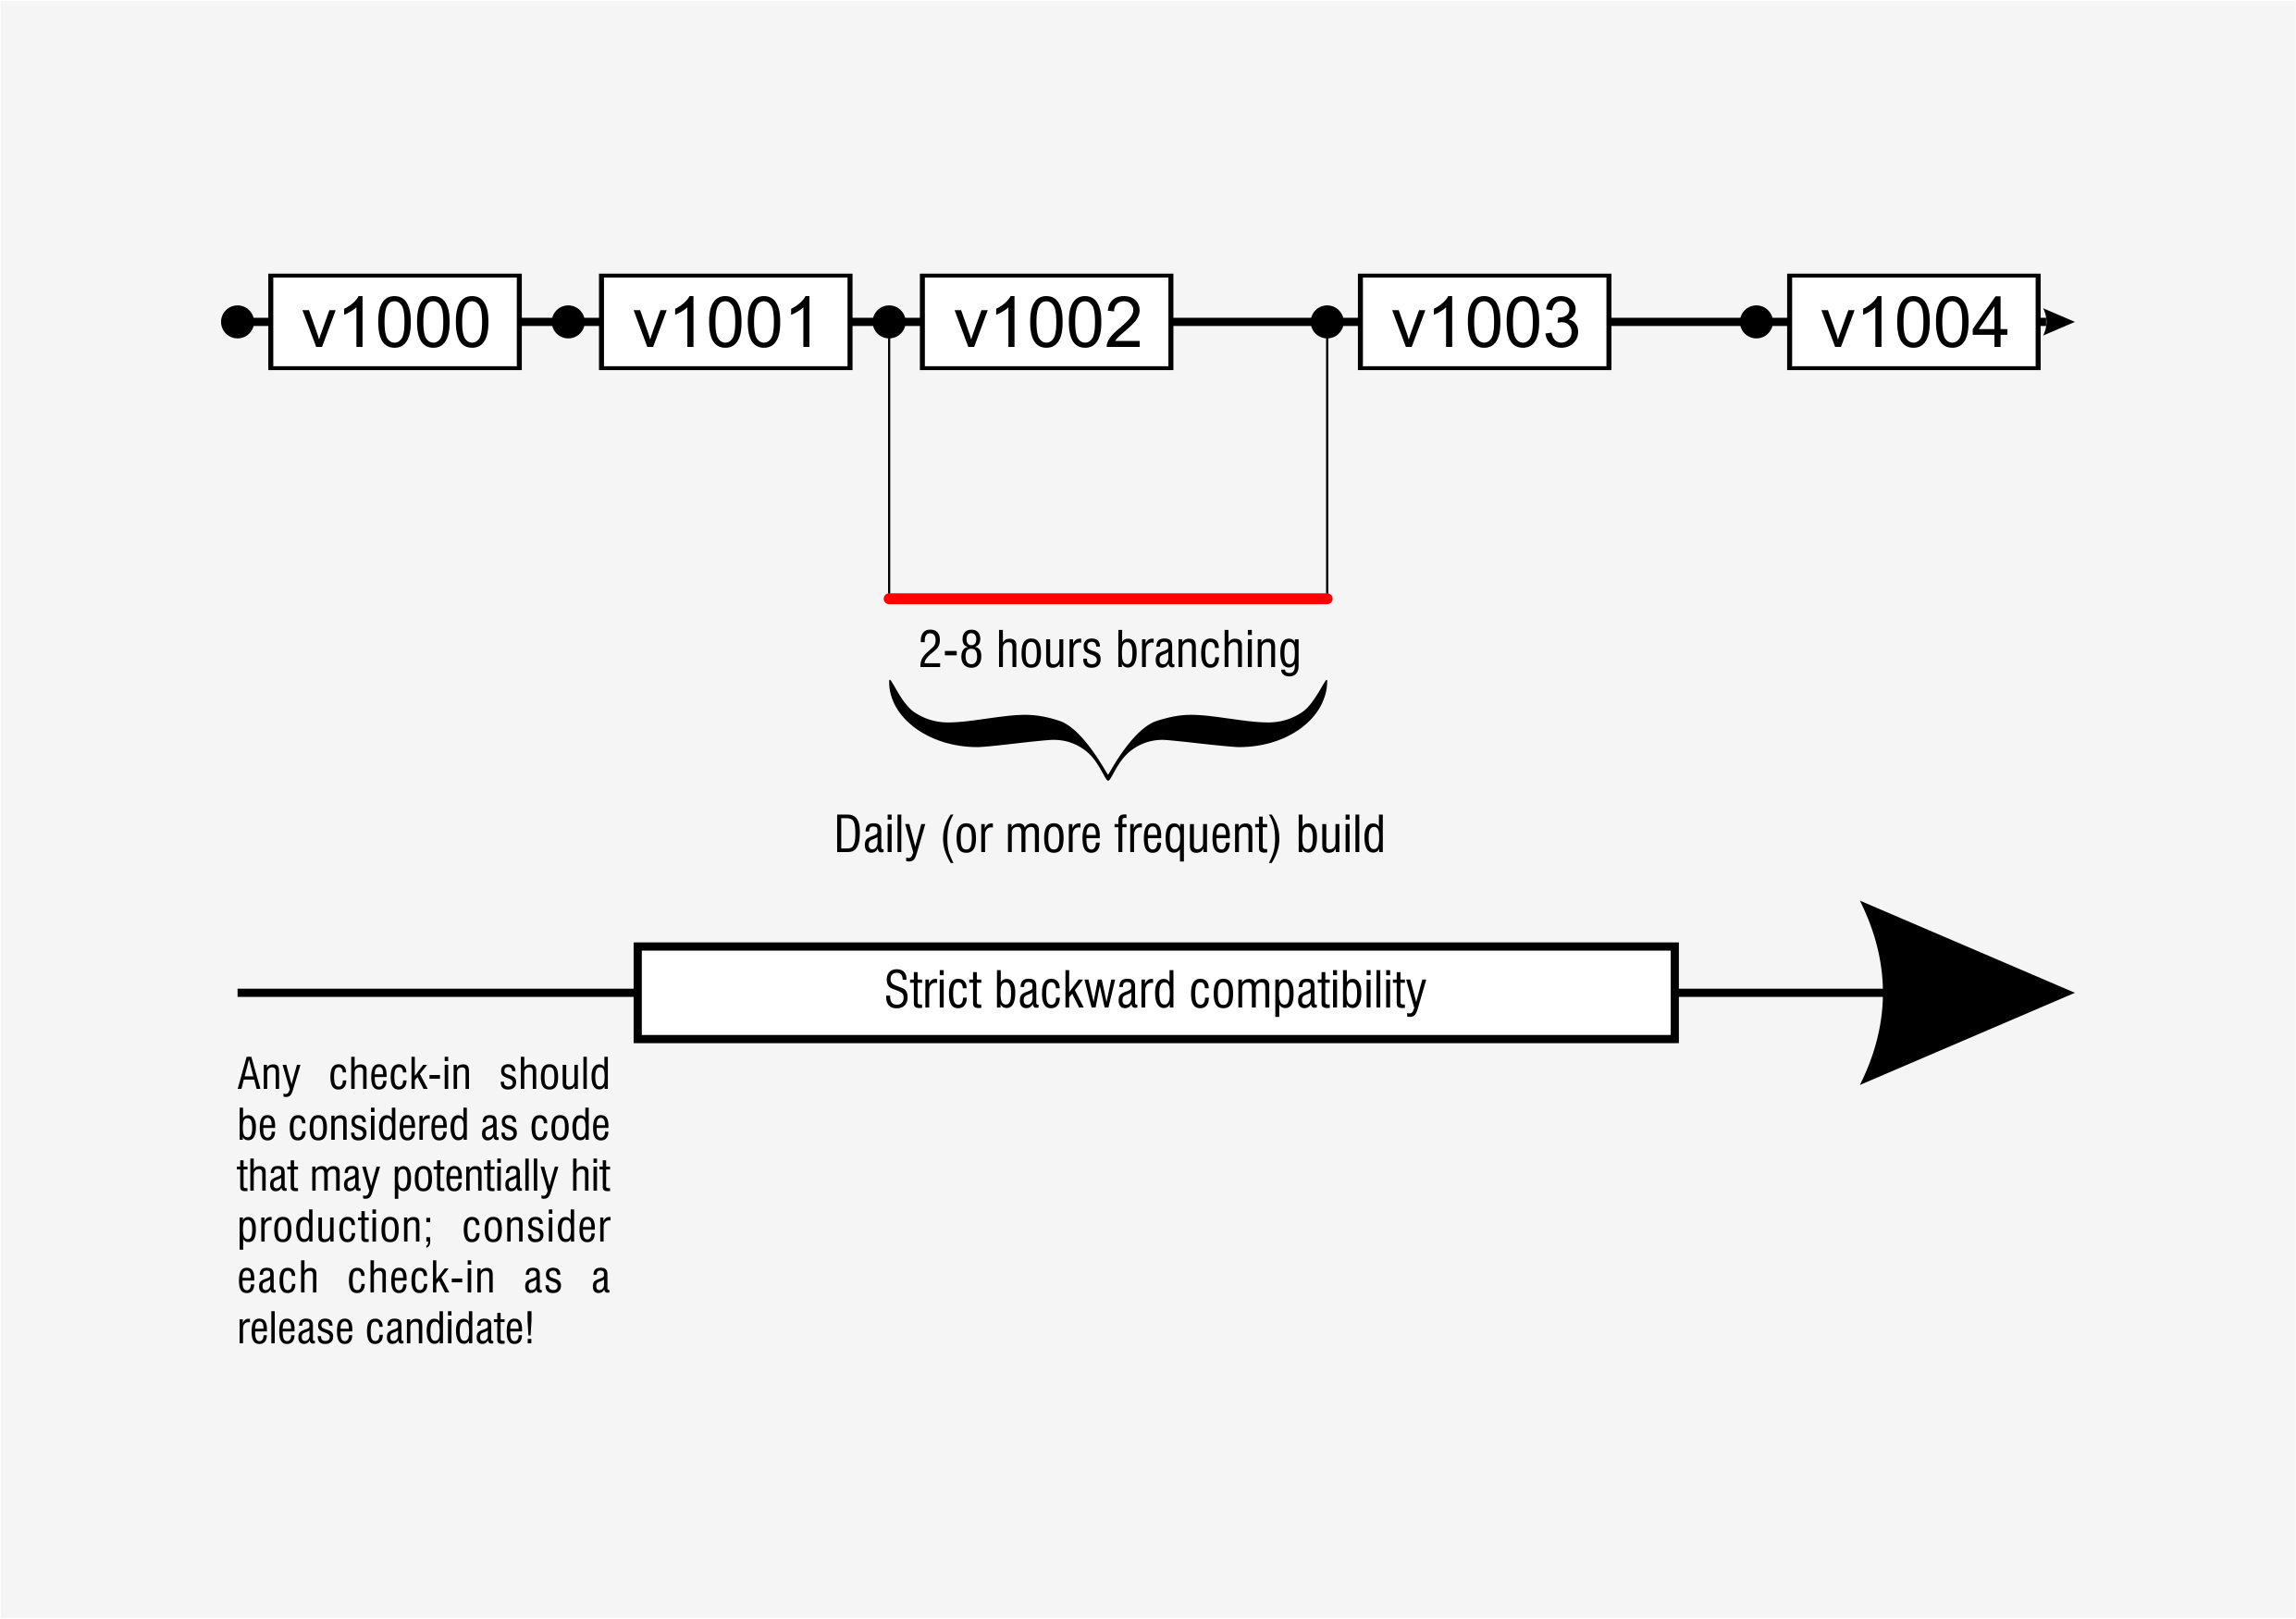 v1000
v1001
v1002
v1003
v1004
2-8 hours branching
Daily (or more frequent) build
Strict backward compatibility
Any check-in should
be considered as code
that may potentially hit
production; consider
each check-in as a
release candidate!